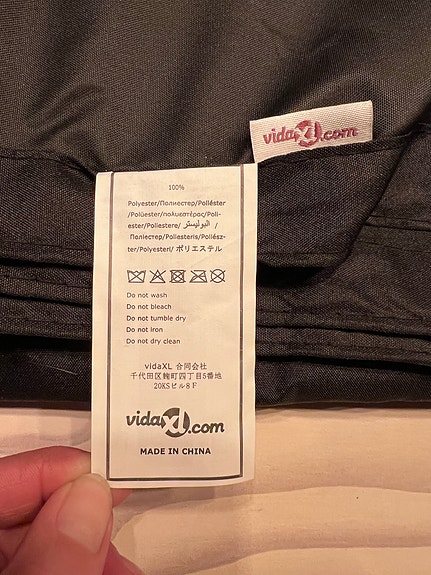 vidaXL.com
100%
Polyester/Полиестер/Poliéster
/Polüester/πολυεστέρας/Poli-
ester/Poliestere/ البوليستر /
Поліестер/Poliesteris/Poliész-
ter/Polyesteri/ ポリエステル
Do not wash
Do not bleach
Do not tumble dry
Do not iron
Do not dry clean
vidaXL 合同会社
千代田区麹町四丁目5番地
20KSビル8F
vidaXL.com
MADE IN CHINA